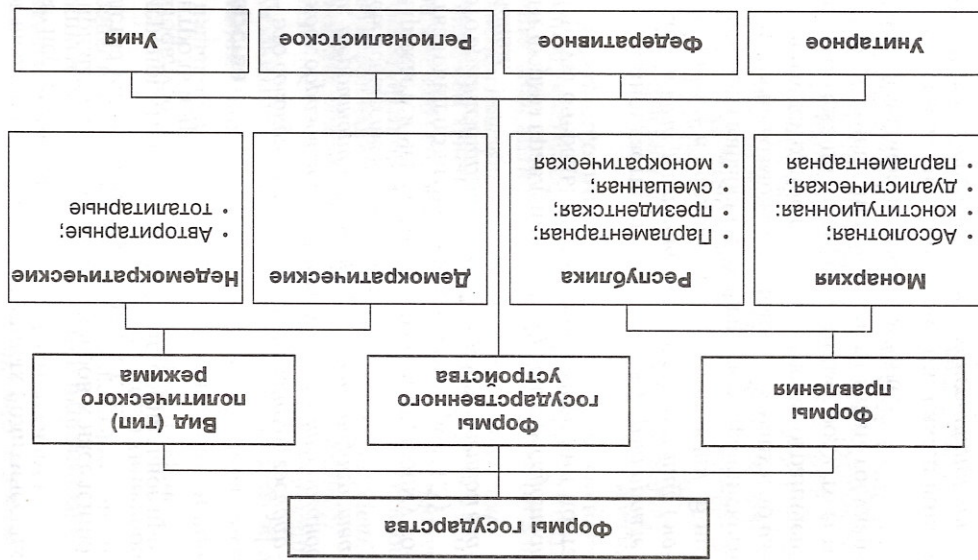 Формы государства
Формы
правления
Формы
государственного
устройства
Вид (тип)
политического
режима
Монархия
• Абсолютная;
• конституционная:
• дуалистическая;
• парламентарная
Республика
• Парламентарная;
• президентская;
• смешанная;
• монократическая
Демократические
Недемократические
• Авторитарные;
• тоталитарные
Унитарное
Федеративное
Регионалистское
Уния